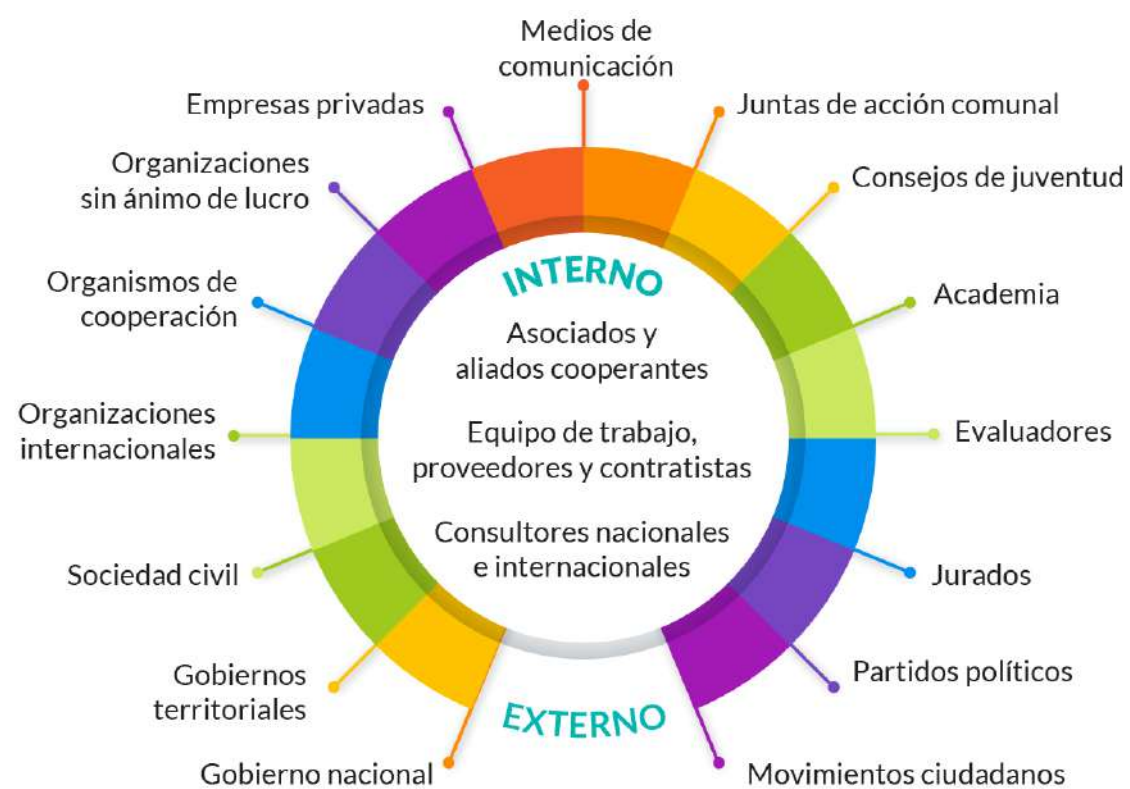 Medios de
comunicación
Empresas privadas
Juntas de acción comunal
Organizaciones
sin ánimo de lucro
Consejos de juventud
Organismos de
cooperación
Academia
Organizaciones
internacionales
Evaluadores
Sociedad civil
Jurados
Gobiernos
territoriales
Partidos políticos
Gobierno nacional
Movimientos ciudadanos
INTERNO
Asociados y
aliados cooperantes
Equipo de trabajo,
proveedores y contratistas
Consultores nacionales
e internacionales
EXTERNO